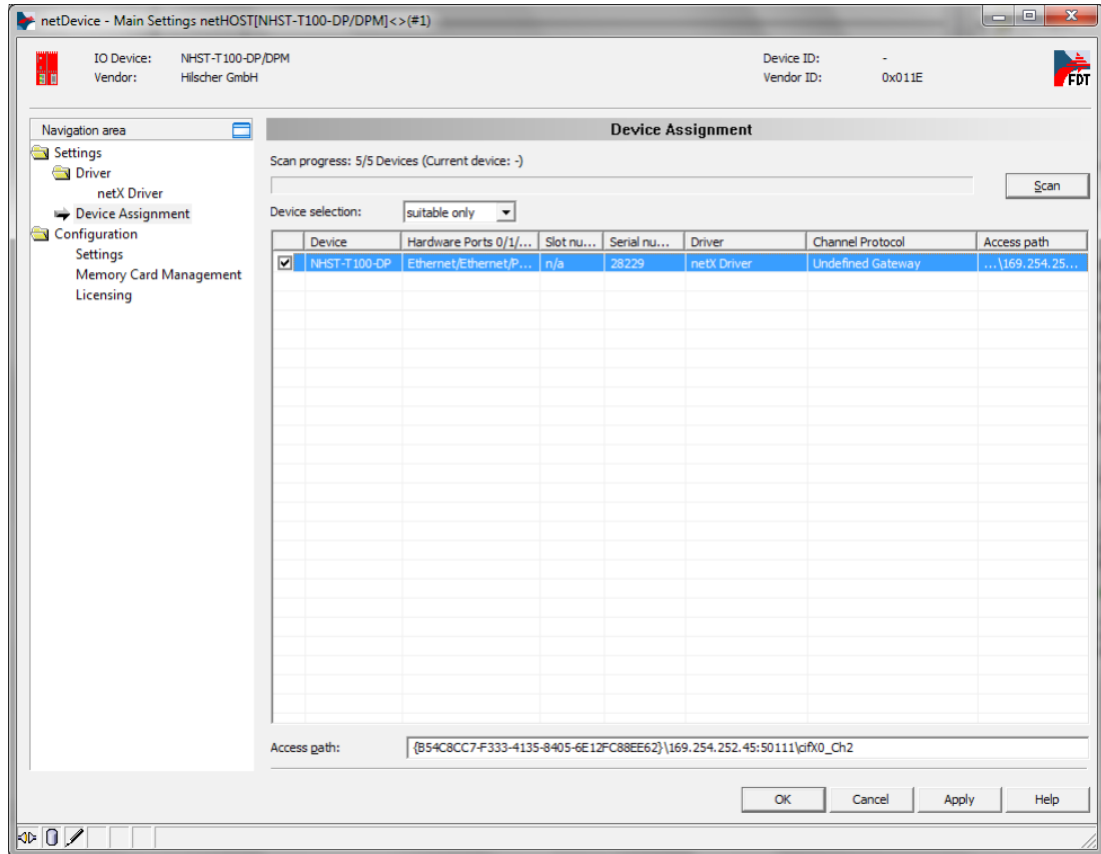 netDevice - Main Settings netHOST[NHST-T100-DP/DPM]<>(#1)
IO Device: NHST-T100-DP/DPM Device ID: -
Vendor: Hilscher GmbH Vendor ID: 0x011E
FDT
Navigation area
Settings
Driver
netX Driver
Device Assignment
Configuration
Settings
Memory Card Management
Licensing
Device Assignment
Scan progress: 5/5 Devices (Current device: -)
Scan
Device selection: suitable only
Device Hardware Ports 0/1/... Slot nu... Serial nu... Driver Channel Protocol Access path
NHST-T100-DP Ethernet/Ethernet/P... n/a 28229 netX Driver Undefined Gateway ...\169.254.25...
Access path: {B54C8CC7-F333-4135-8405-6E12FC88EE62}\169.254.252.45:50111\cifX0_Ch2
OK Cancel Apply Help